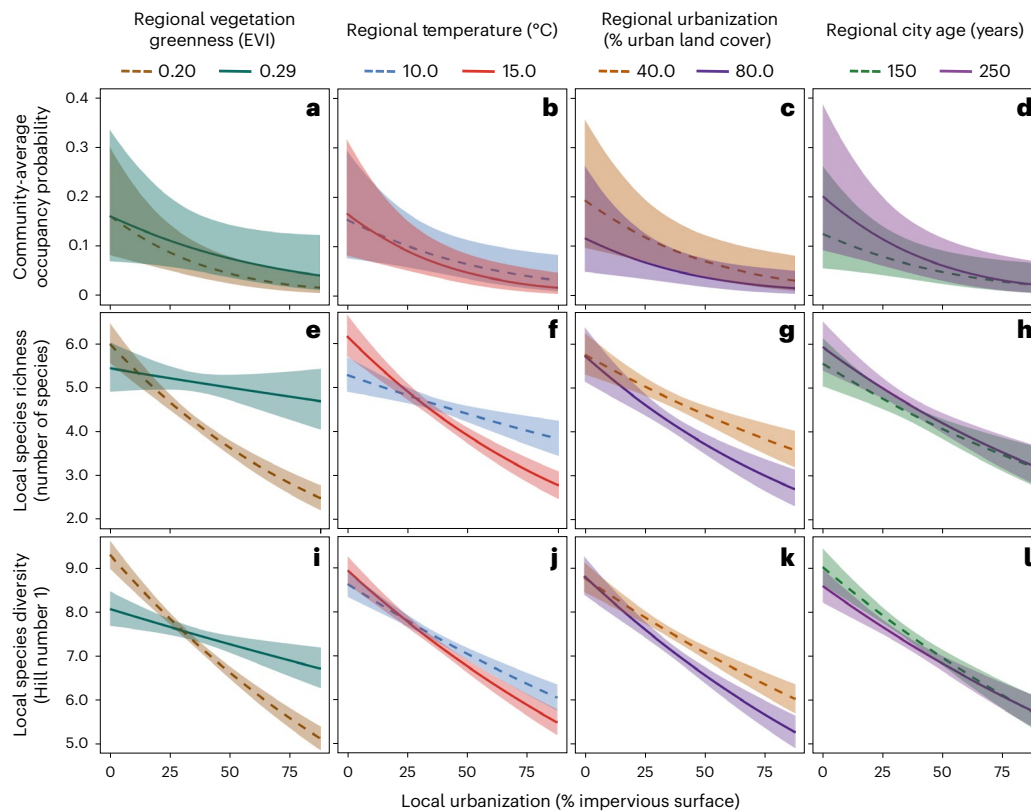 Regional vegetation
greenness (EVI)
0.20 0.29
Regional temperature (°C)
10.0 15.0
Regional urbanization
(% urban land cover)
40.0 80.0
Regional city age (years)
150 250
Community-average
occupancy probability
0.4
0.3
0.2
0.1
0
a
b
c
d
Local species richness
(number of species)
6.0
5.0
4.0
3.0
2.0
e
f
g
h
Local species diversity
(Hill number 1)
9.0
8.0
7.0
6.0
5.0
i
j
k
l
0 25 50 75
0 25 50 75
0 25 50 75
0 25 50 75
Local urbanization (% impervious surface)